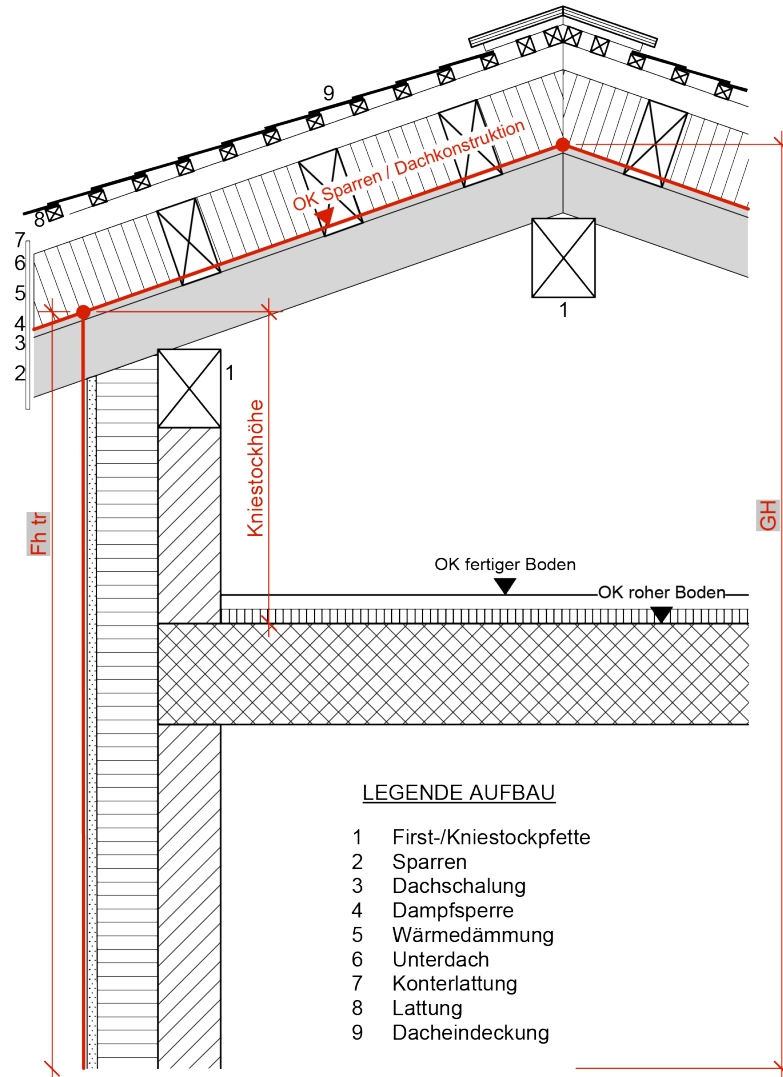 9
OK Sparren / Dachkonstruktion
8
7
6
5
4
3
2
1
1
Kniestockhöhe
Fh tr
GH
OK fertiger Boden
OK roher Boden
LEGENDE AUFBAU
1 First-/Kniestockpfette
2 Sparren
3 Dachschalung
4 Dampfsperre
5 Wärmedämmung
6 Unterdach
7 Konterlattung
8 Lattung
9 Dacheindeckung